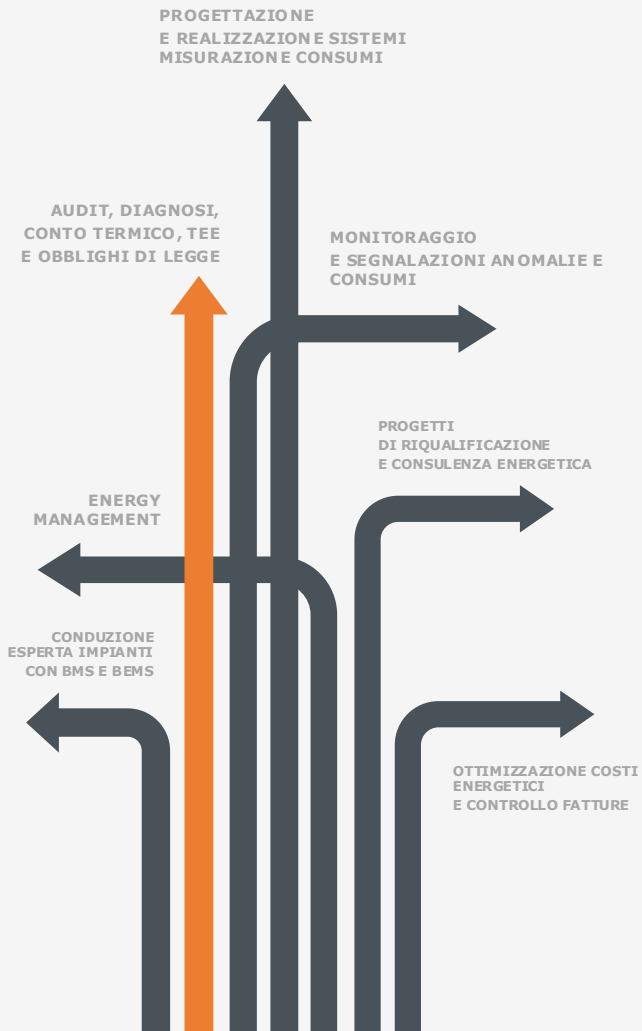 PROGETTAZIONE
E REALIZZAZIONE SISTEMI
MISURAZIONE CONSUMI
AUDIT, DIAGNOSI,
CONTO TERMICO, TEE
E OBBLIGHI DI LEGGE
MONITORAGGIO
E SEGNALAZIONI ANOMALIE E
CONSUMI
PROGETTI
DI RIQUALIFICAZIONE
E CONSULENZA ENERGETICA
ENERGY
MANAGEMENT
CONDUZIONE
ESPERTA IMPIANTI
CON BMS E BEMS
OTTIMIZZAZIONE COSTI
ENERGETICI
E CONTROLLO FATTURE